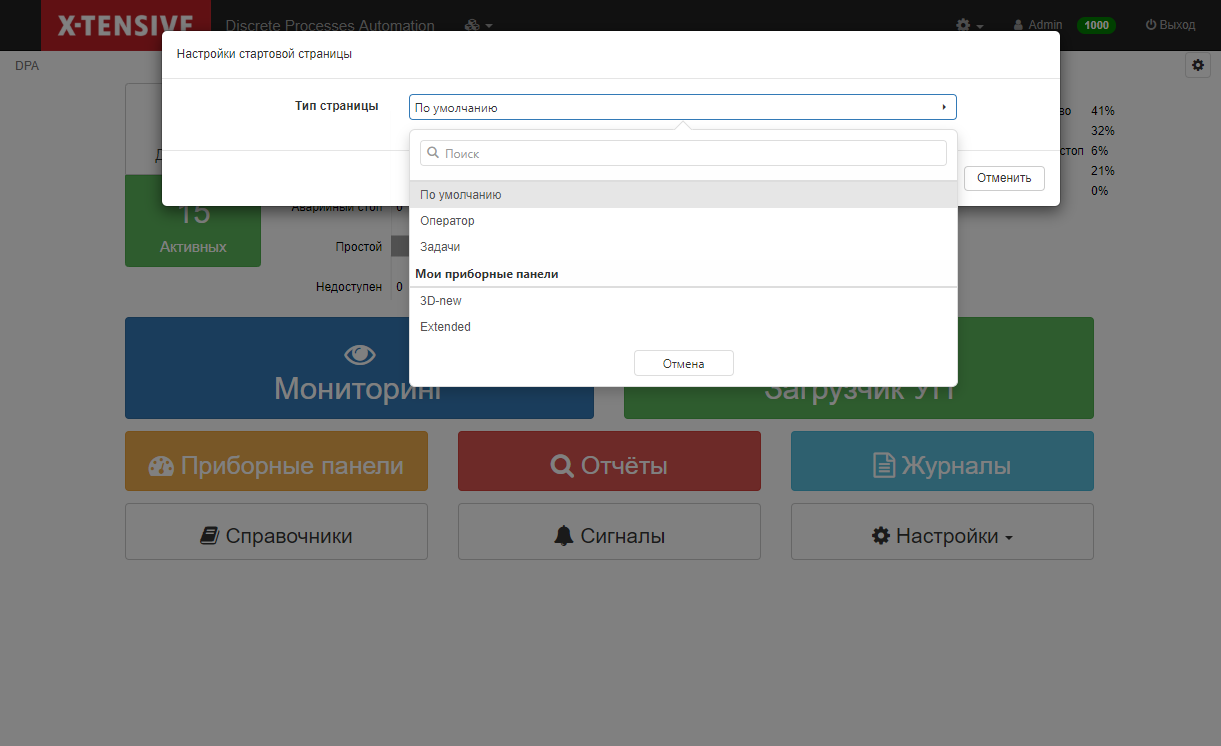 X-TENSIVE
Discrete Processes Automation
Admin
1000
Выход
DPA
Настройки стартовой страницы
Тип страницы
По умолчанию
Поиск
По умолчанию
Оператор
Задачи
Мои приборные панели
3D-new
Extended
Отмена
Отменить
41%
32%
стоп 6%
21%
0%
15
Активных
Аварийный стоп 0
Простой
Недоступен 0
Мониторинг
Загрузчик УП
Приборные панели
Отчёты
Журналы
Справочники
Сигналы
Настройки